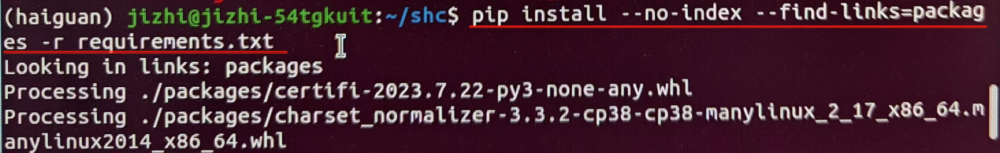 (haiguan) jizhi@jizhi-54tgkuit:~/shc$ pip install --no-index --find-links=packag
es -r requirements.txt
Looking in links: packages
Processing ./packages/certifi-2023.7.22-py3-none-any.whl
Processing ./packages/charset_normalizer-3.3.2-cp38-cp38-manylinux_2_17_x86_64.m
anylinux2014_x86_64.whl